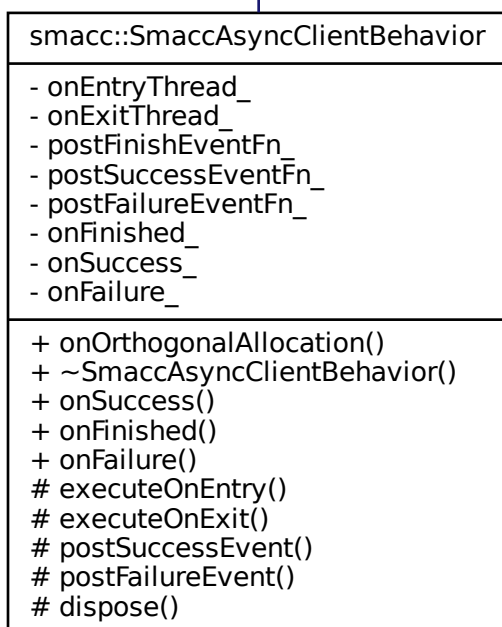 smacc::SmaccAsyncClientBehavior
- onEntryThread_
- onExitThread_
- postFinishEventFn_
- postSuccessEventFn_
- postFailureEventFn_
- onFinished_
- onSuccess_
- onFailure_
+ onOrthogonalAllocation()
+ ~SmaccAsyncClientBehavior()
+ onSuccess()
+ onFinished()
+ onFailure()
# executeOnEntry()
# executeOnExit()
# postSuccessEvent()
# postFailureEvent()
# dispose()